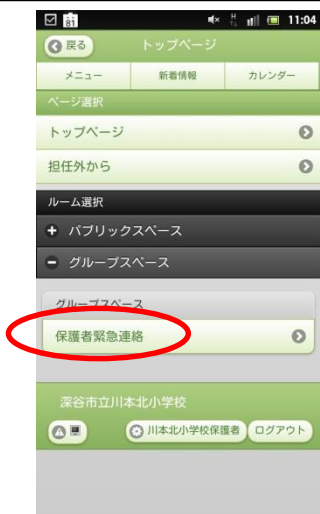 81 H 11:04
戻る トップページ
メニュー 新着情報 カレンダー
ページ選択
トップページ
担任外から
ルーム選択
パブリックスペース
グループスペース
グループスペース
保護者緊急連絡
深谷市立川本北小学校
川本北小学校保護者 ログアウト